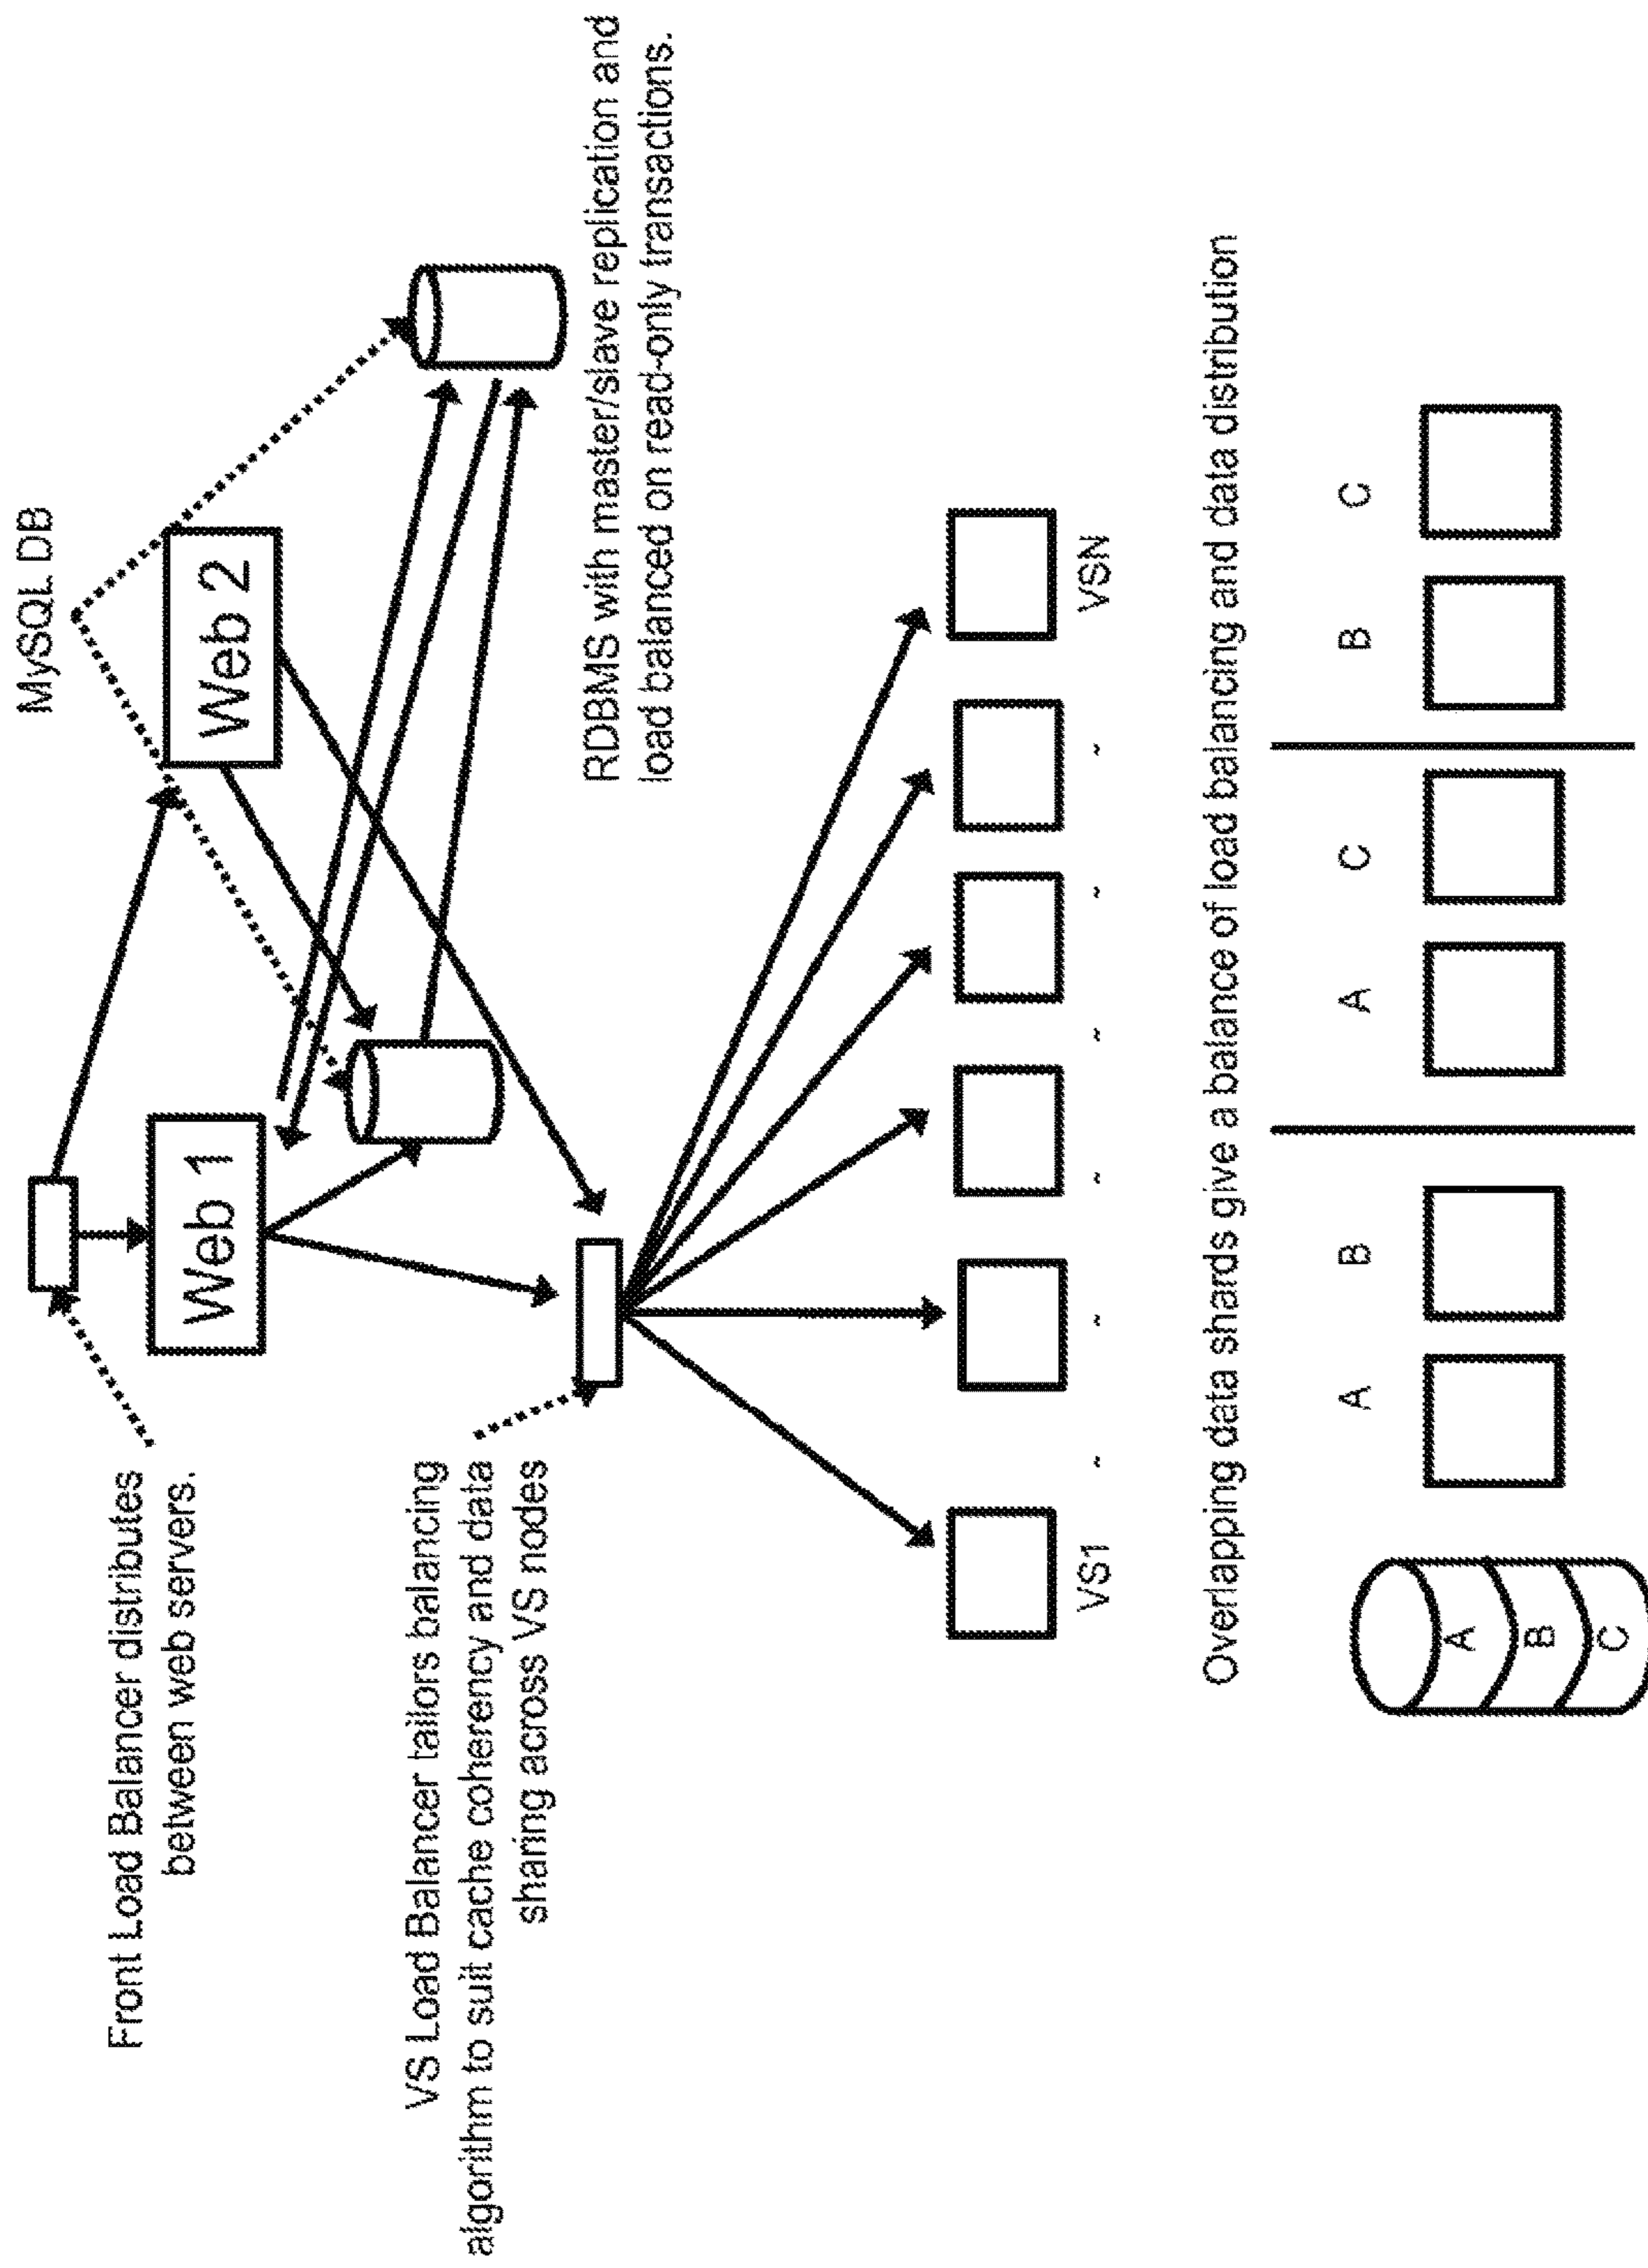 MySQL DB
Front Load Balancer distributes
between web servers.
Web 1
Web 2
VS Load Balancer tailors balancing
algorithm to suit cache coherency and data
sharing across VS nodes
RDBMS with master/slave replication and
load balanced on read-only transactions.
VS1 ~ ~ ~ ~ ~ ~ VSN
Overlapping data shards give a balance of load balancing and data distribution
A B A C B C
A
B
C